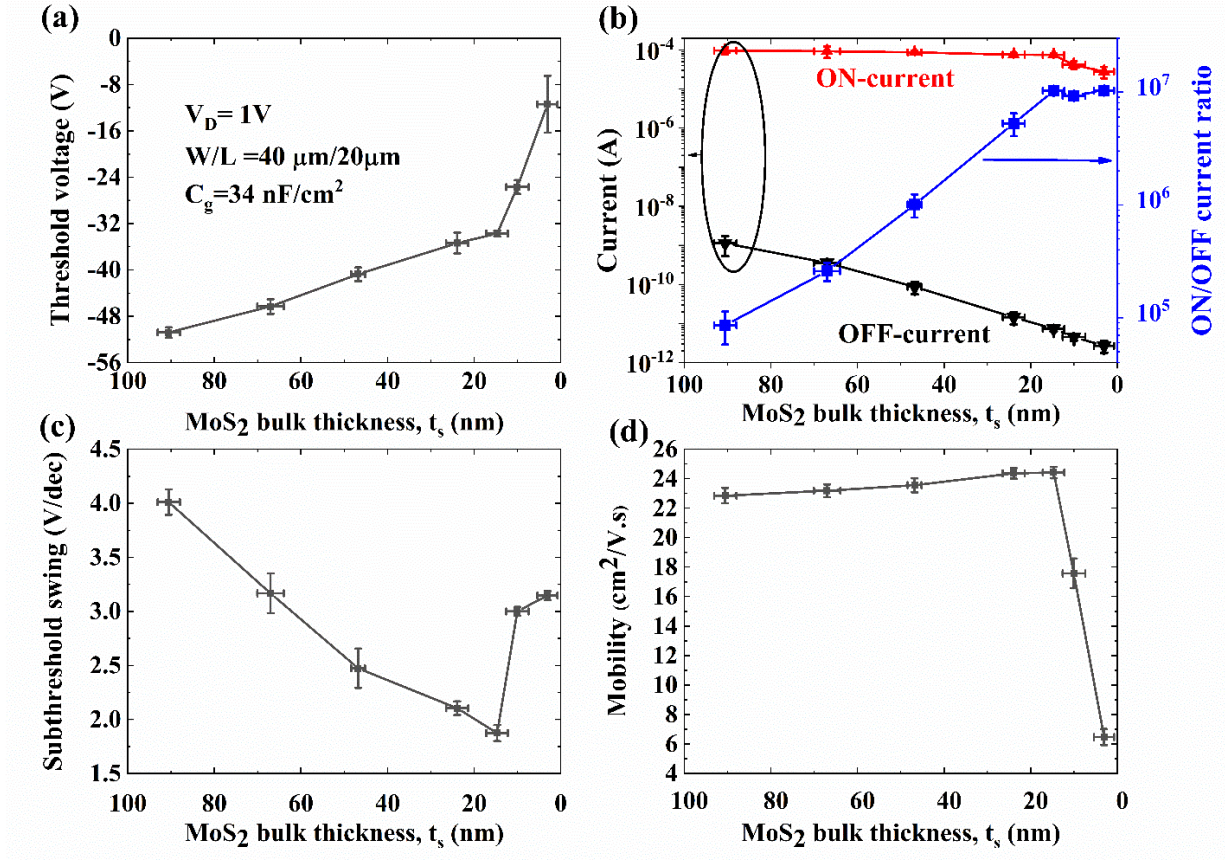 (a)
0
-8
-16
-24
-32
-40
-48
-56
Threshold voltage (V)
V_D= 1V
W/L =40 μm/20μm
C_g=34 nF/cm²
100 80 60 40 20 0
MoS₂ bulk thickness, t_s (nm)
(b)
10⁻⁴
10⁻⁶
10⁻⁸
10⁻¹⁰
10⁻¹²
Current (A)
ON-current
OFF-current
10⁷
10⁶
10⁵
ON/OFF current ratio
100 80 60 40 20 0
MoS₂ bulk thickness, t_s (nm)
(c)
4.5
4.0
3.5
3.0
2.5
2.0
1.5
Subthreshold swing (V/dec)
100 80 60 40 20 0
MoS₂ bulk thickness, t_s (nm)
(d)
26
24
22
20
18
16
14
12
10
8
6
4
Mobility (cm²/V.s)
100 80 60 40 20 0
MoS₂ bulk thickness, t_s (nm)